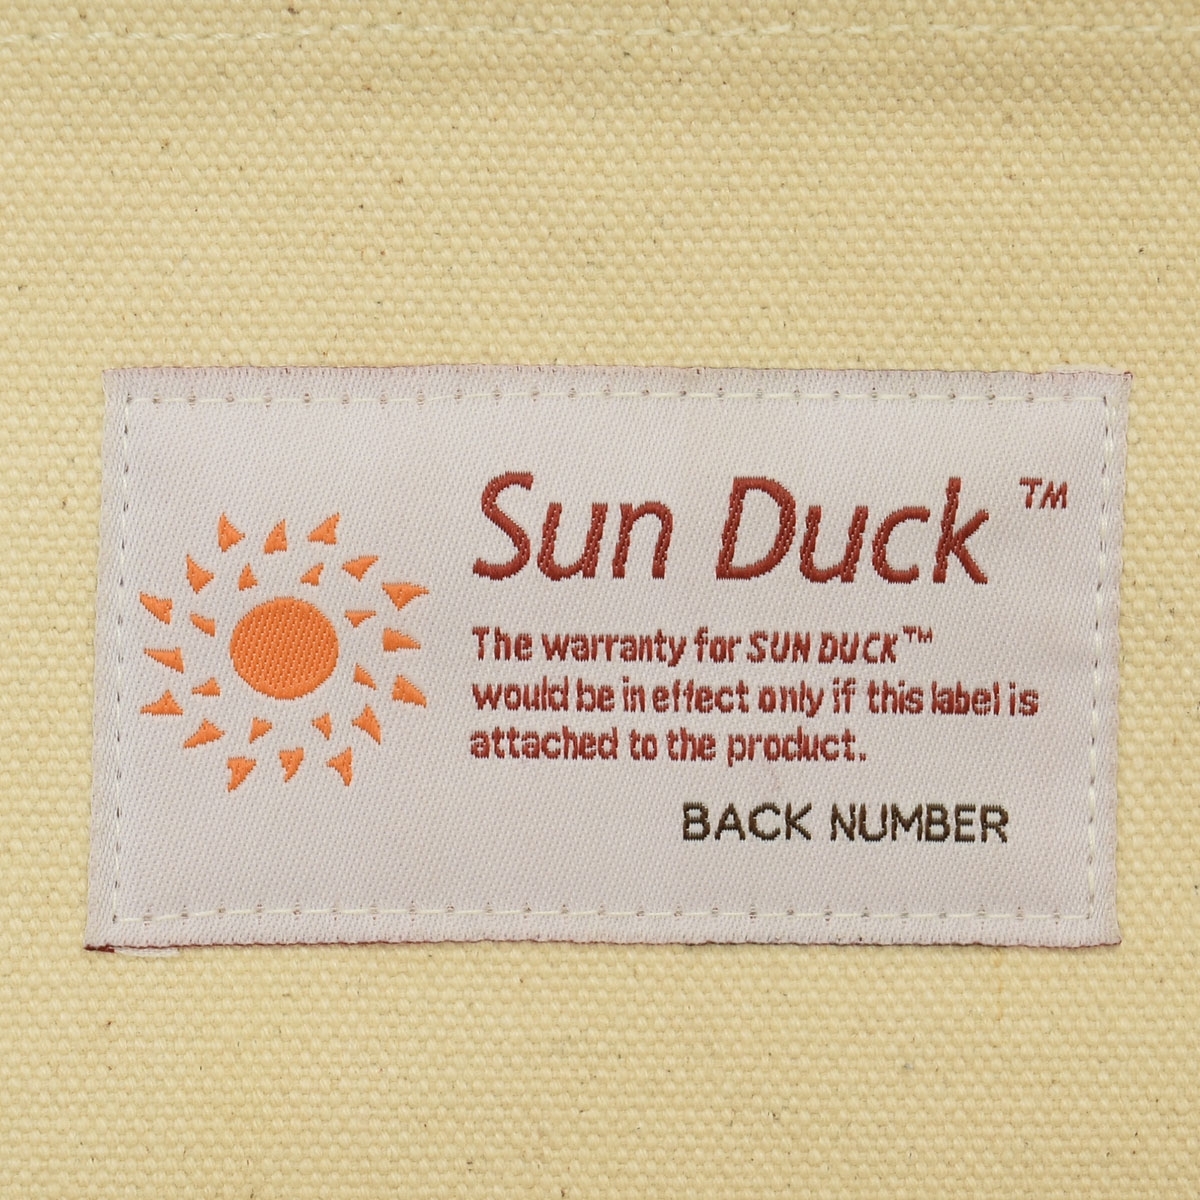 Sun Duck ™
The warranty for SUN DUCK™
would be in effect only if this label is
attached to the product.
BACK NUMBER